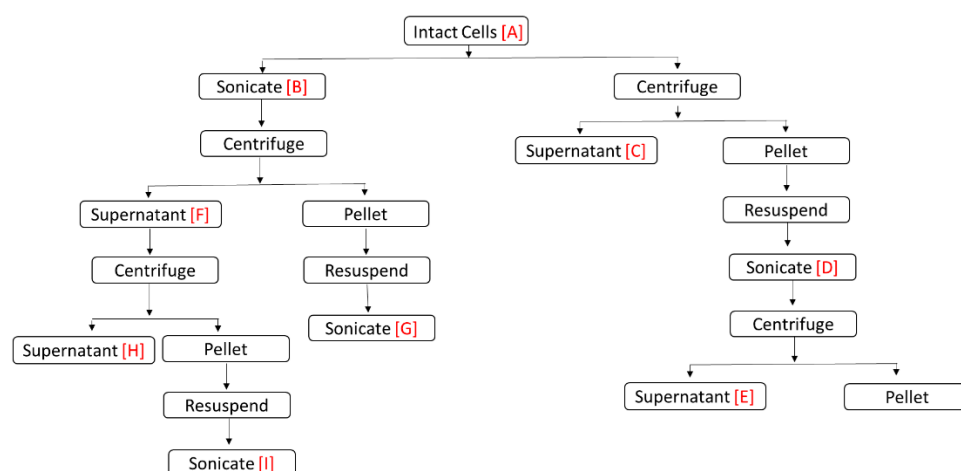 Intact Cells [A]
Sonicate [B]
Centrifuge
Centrifuge
Supernatant [C]
Pellet
Supernatant [F]
Pellet
Resuspend
Centrifuge
Resuspend
Sonicate [D]
Sonicate [G]
Centrifuge
Supernatant [H]
Pellet
Supernatant [E]
Pellet
Resuspend
Sonicate [I]